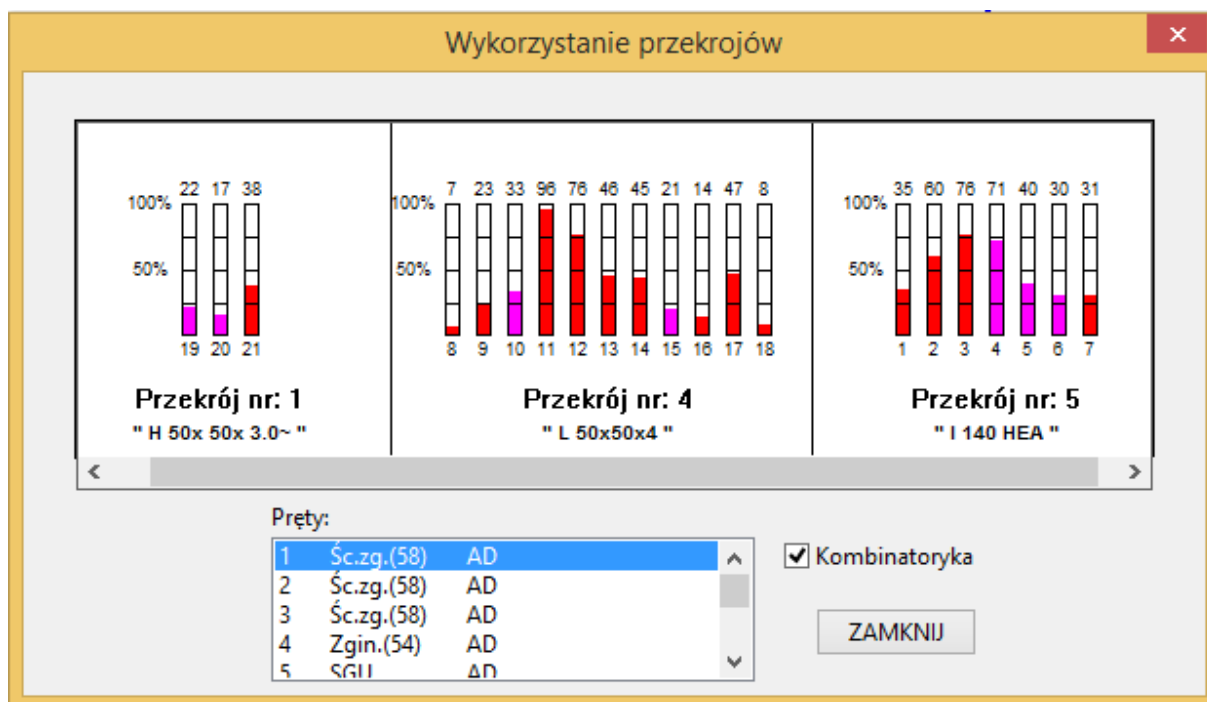 Wykorzystanie przekrojów
×
22 17 38
100%
50%
19 20 21
Przekrój nr: 1
" H 50x 50x 3.0~ "
7 23 33 96 76 46 45 21 14 47 8
100%
50%
8 9 10 11 12 13 14 15 16 17 18
Przekrój nr: 4
" L 50x50x4 "
35 60 76 71 40 30 31
100%
50%
1 2 3 4 5 6 7
Przekrój nr: 5
" I 140 HEA "
Pręty:
1 Śc.zg.(58) AD
2 Śc.zg.(58) AD
3 Śc.zg.(58) AD
4 Zgin.(54) AD
5 SGU AD
Kombinatoryka
ZAMKNIJ